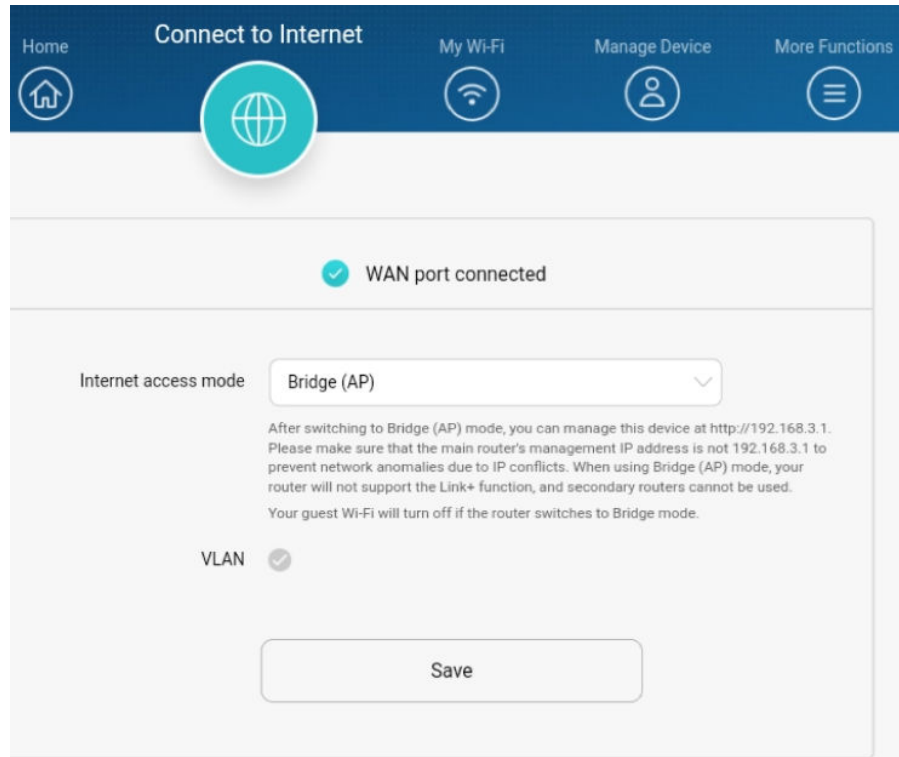 Home
Connect to Internet
My Wi-Fi
Manage Device
More Functions
WAN port connected
Internet access mode
Bridge (AP)
After switching to Bridge (AP) mode, you can manage this device at http://192.168.3.1.
Please make sure that the main router's management IP address is not 192.168.3.1 to
prevent network anomalies due to IP conflicts. When using Bridge (AP) mode, your
router will not support the Link+ function, and secondary routers cannot be used.
Your guest Wi-Fi will turn off if the router switches to Bridge mode.
VLAN
Save